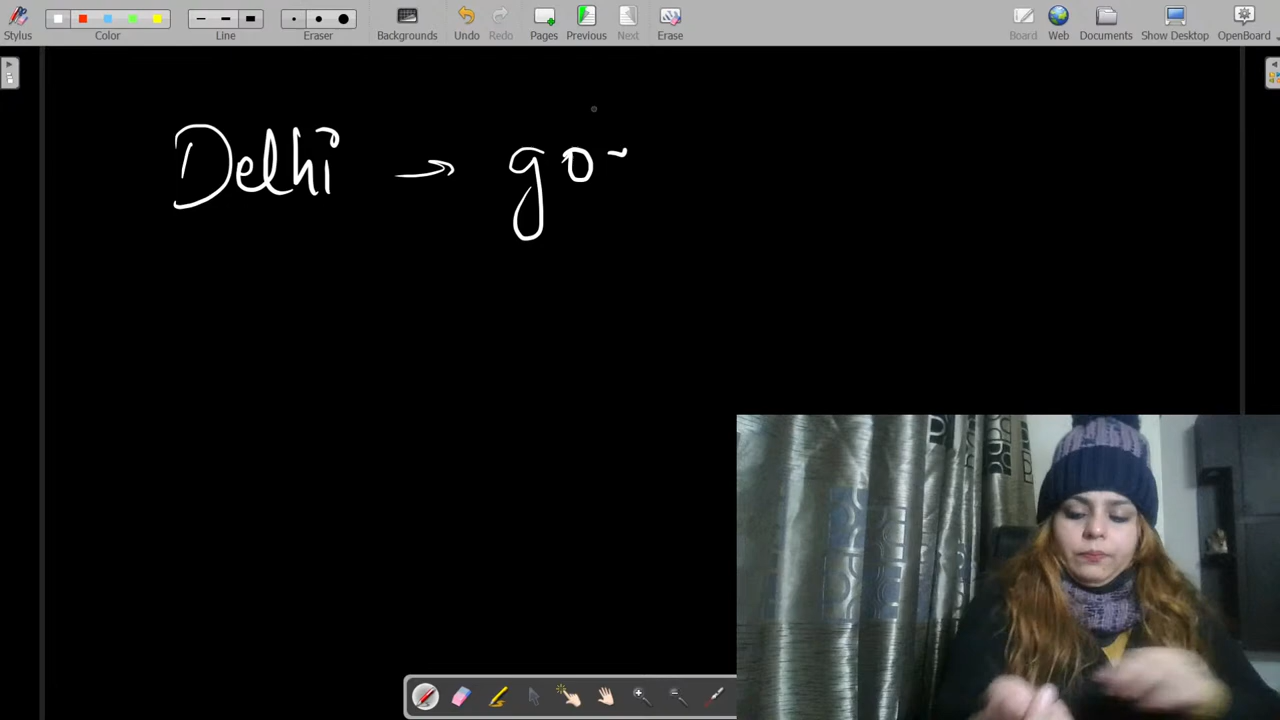 Stylus Color Line Eraser Backgrounds Undo Redo Pages Previous Next Erase Board Web Documents Show Desktop OpenBoard
Delhi → go